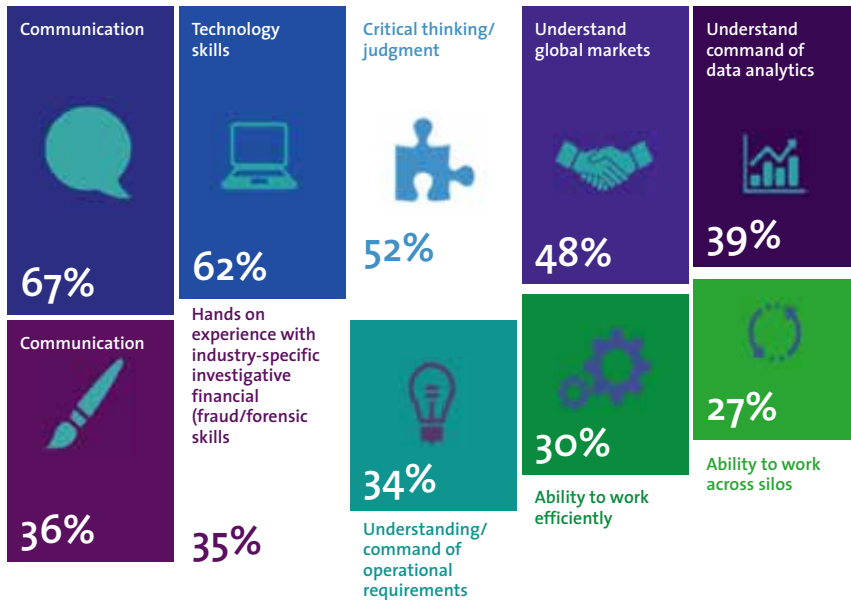 Communication
67%
Technology
skills
62%
Critical thinking/
judgment
52%
Understand
global markets
48%
Understand
command of
data analytics
39%
Communication
36%
Hands on
experience with
industry-specific
investigative
financial
(fraud/forensic
skills
35%
34%
Understanding/
command of
operational
requirements
30%
Ability to work
efficiently
27%
Ability to work
across silos